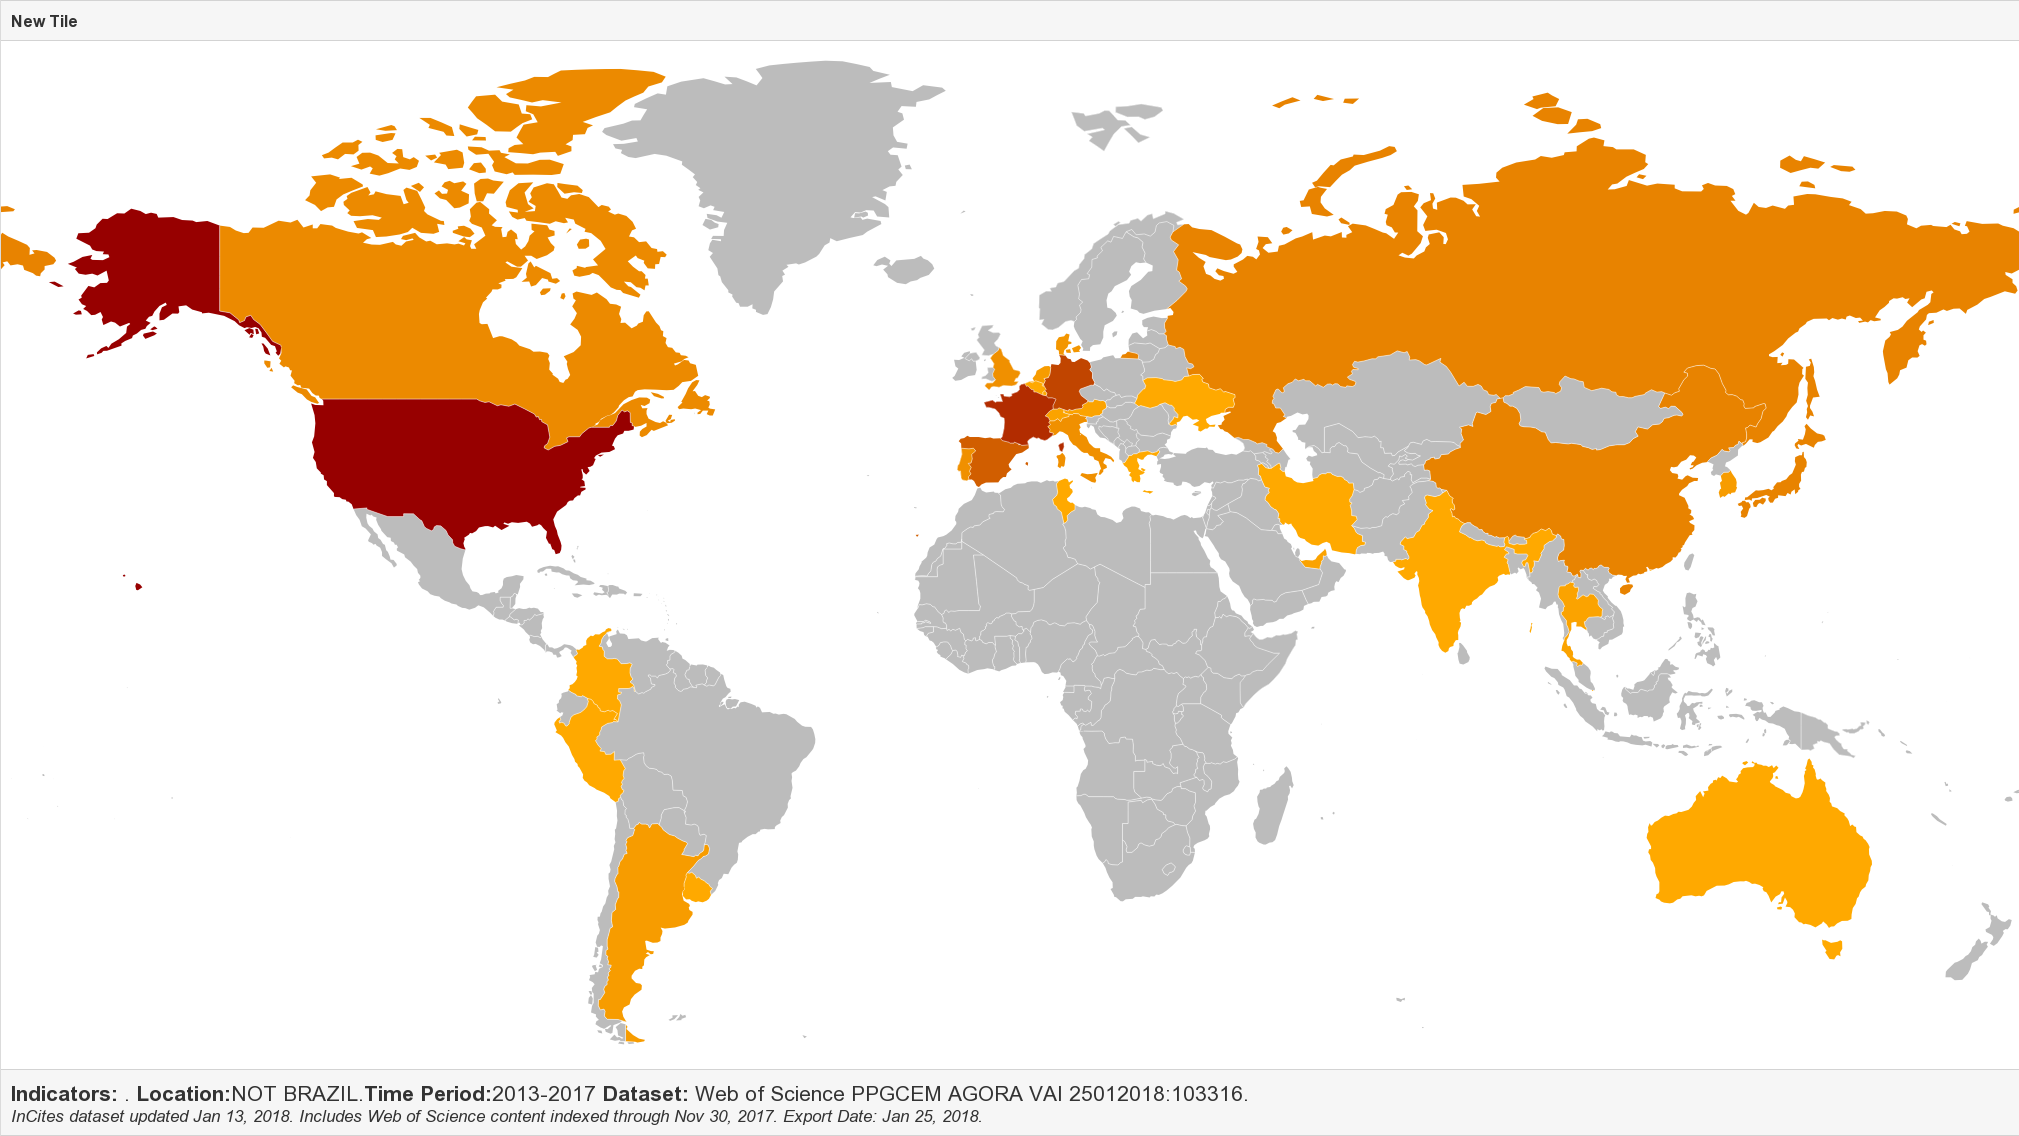 New Tile
Indicators: . Location:NOT BRAZIL.Time Period:2013-2017 Dataset: Web of Science PPGCEM AGORA VAI 25012018:103316.
InCites dataset updated Jan 13, 2018. Includes Web of Science content indexed through Nov 30, 2017. Export Date: Jan 25, 2018.